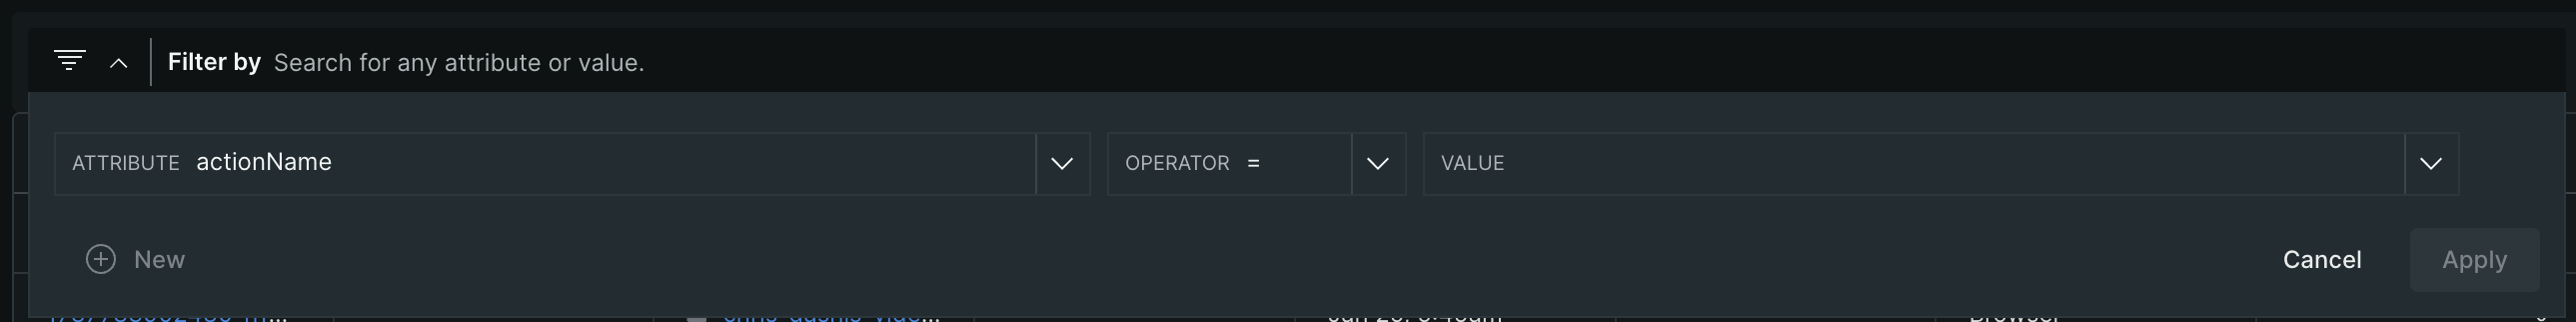 Filter by Search for any attribute or value.
ATTRIBUTE actionName OPERATOR = VALUE
New Cancel Apply